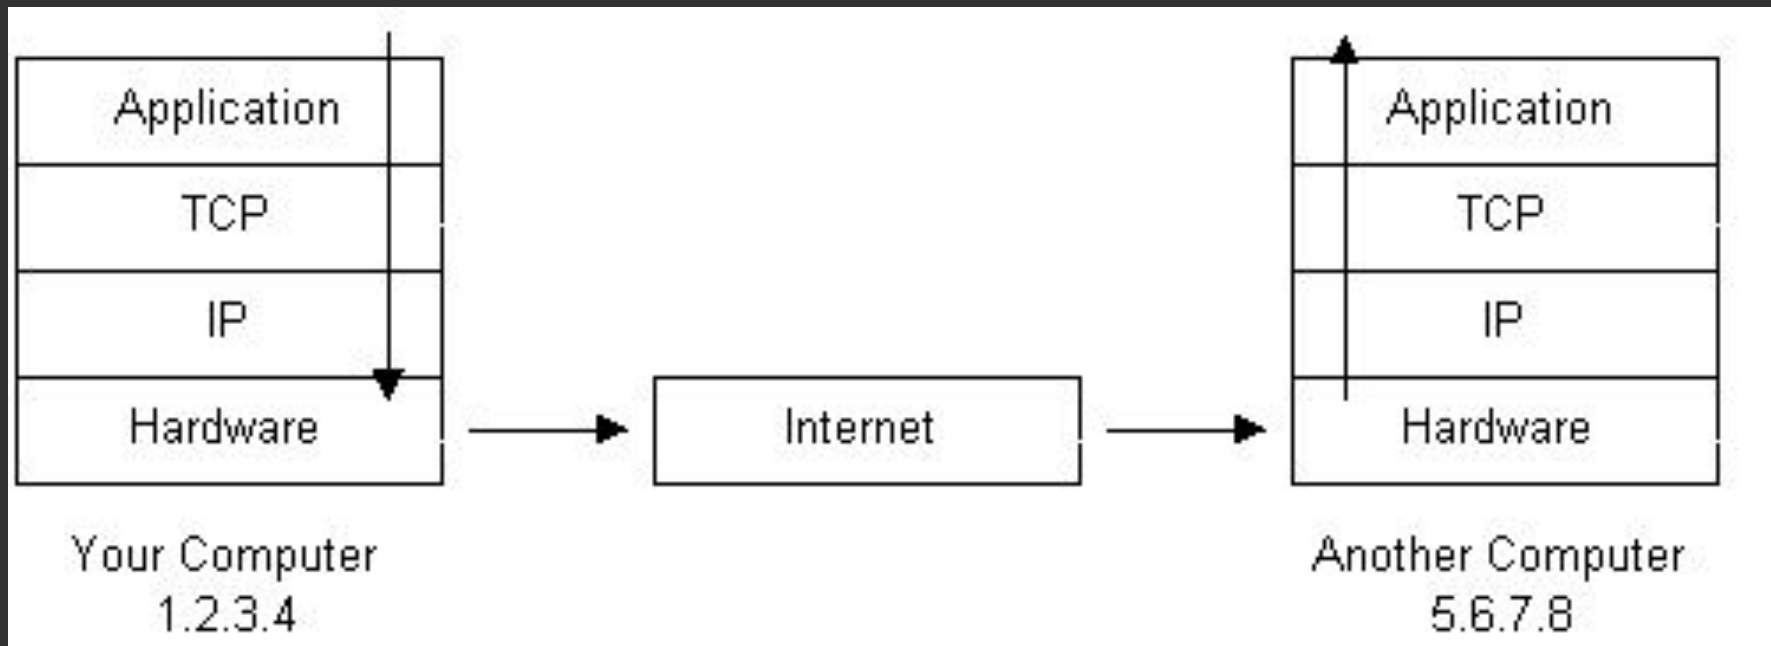 Application
TCP
IP
Hardware
Your Computer
1.2.3.4
Internet
Application
TCP
IP
Hardware
Another Computer
5.6.7.8